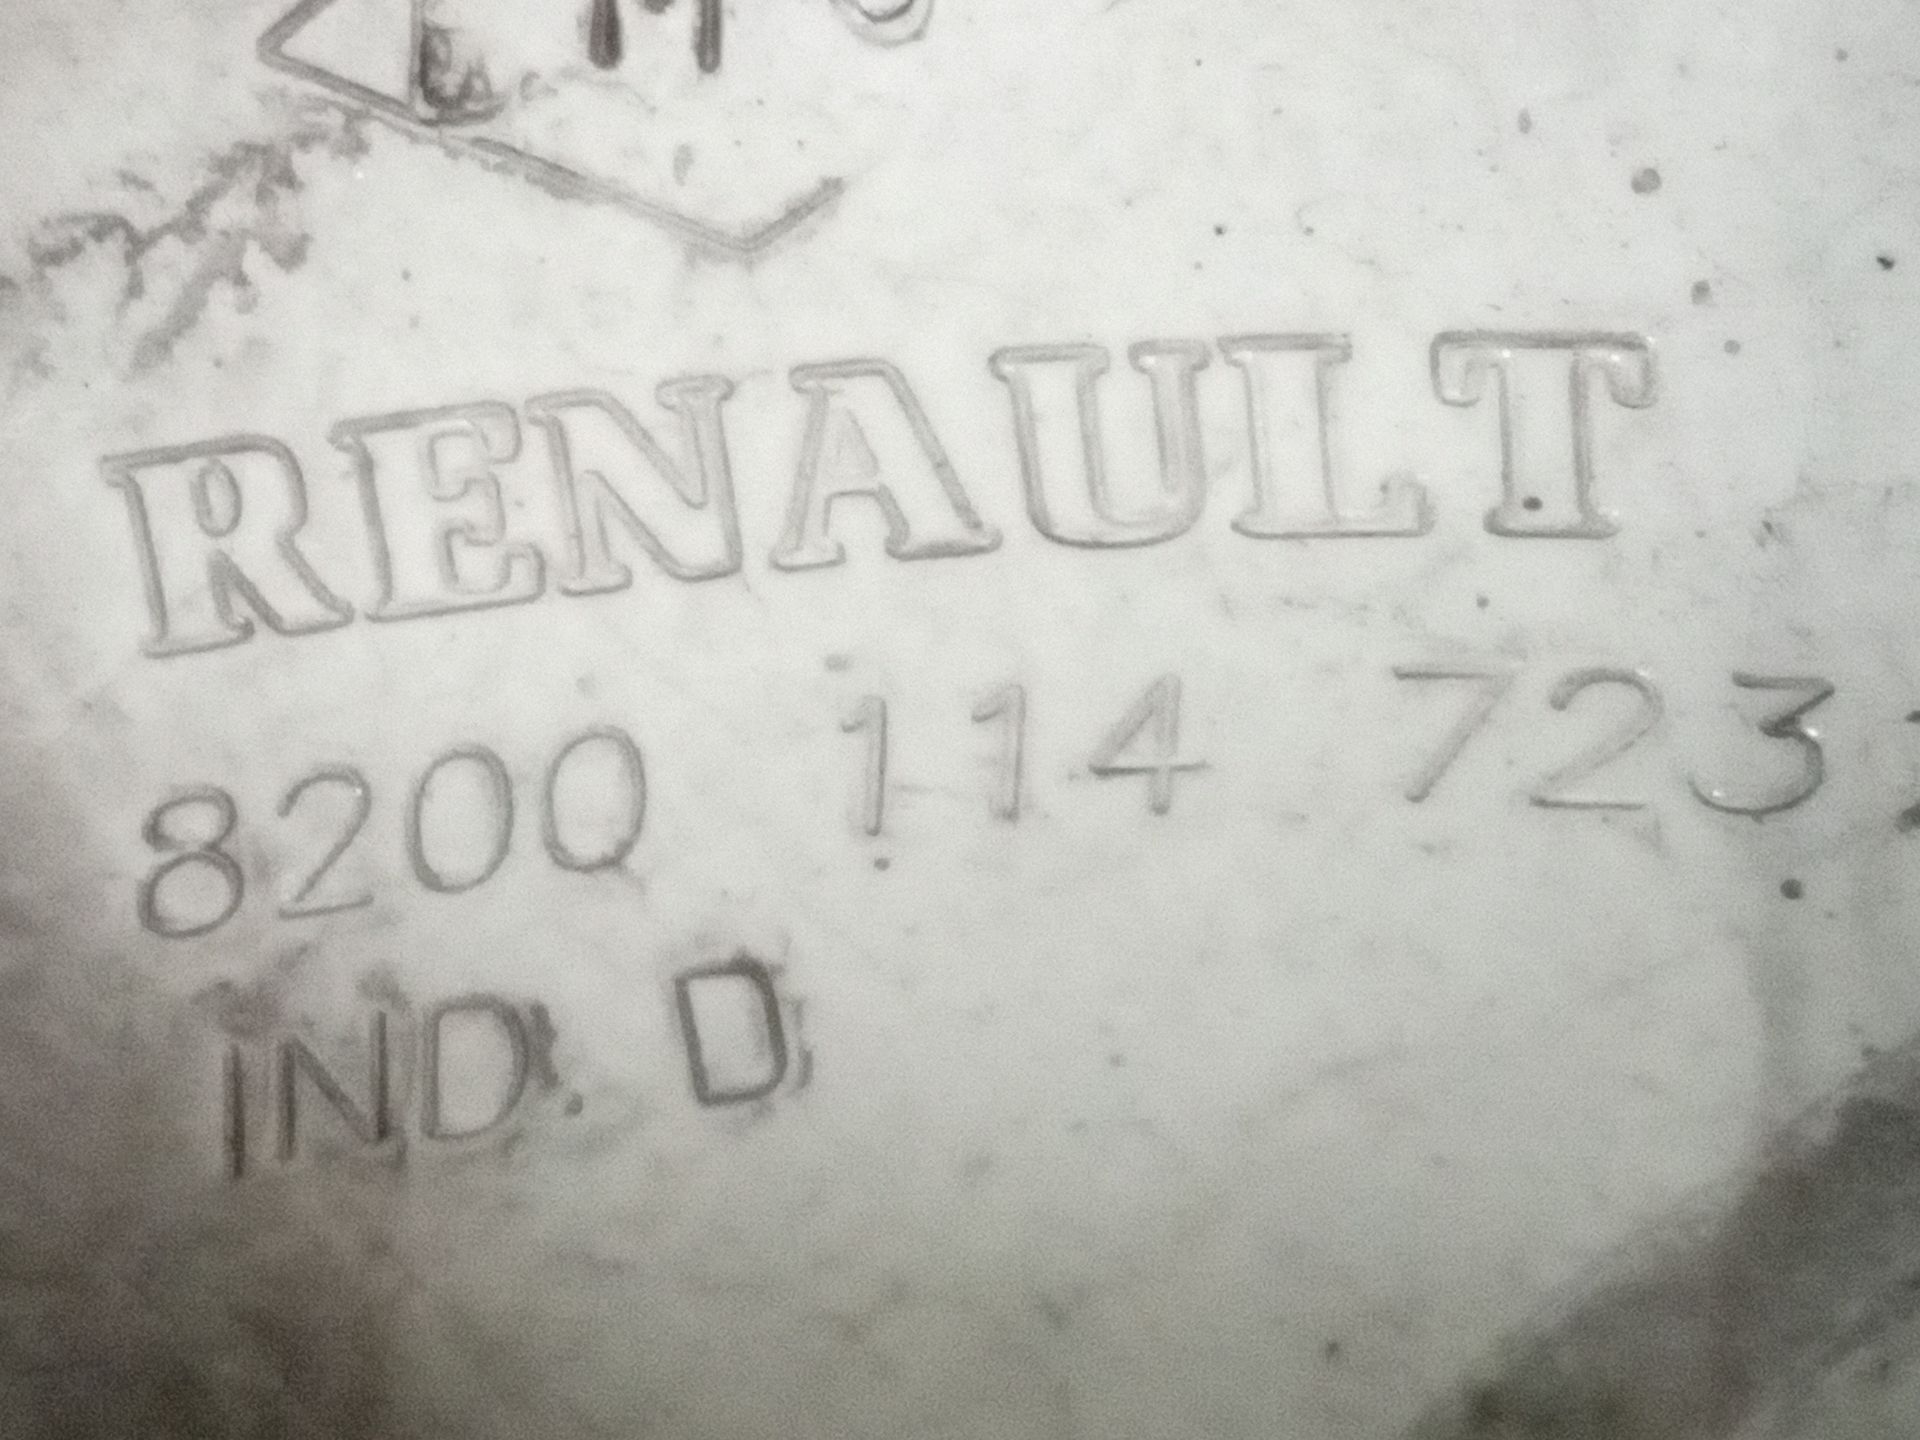 RENAULT
8200 114 723
IND. D